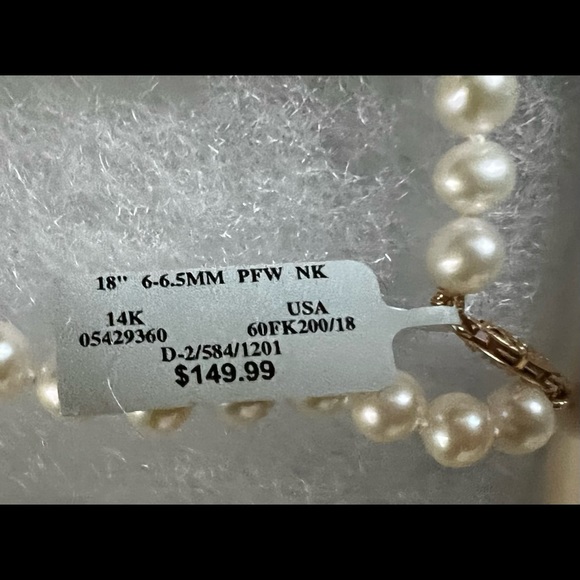 18" 6-6.5MM PFW NK
14K USA
05429360 60FK200/18
D-2/584/1201
$149.99